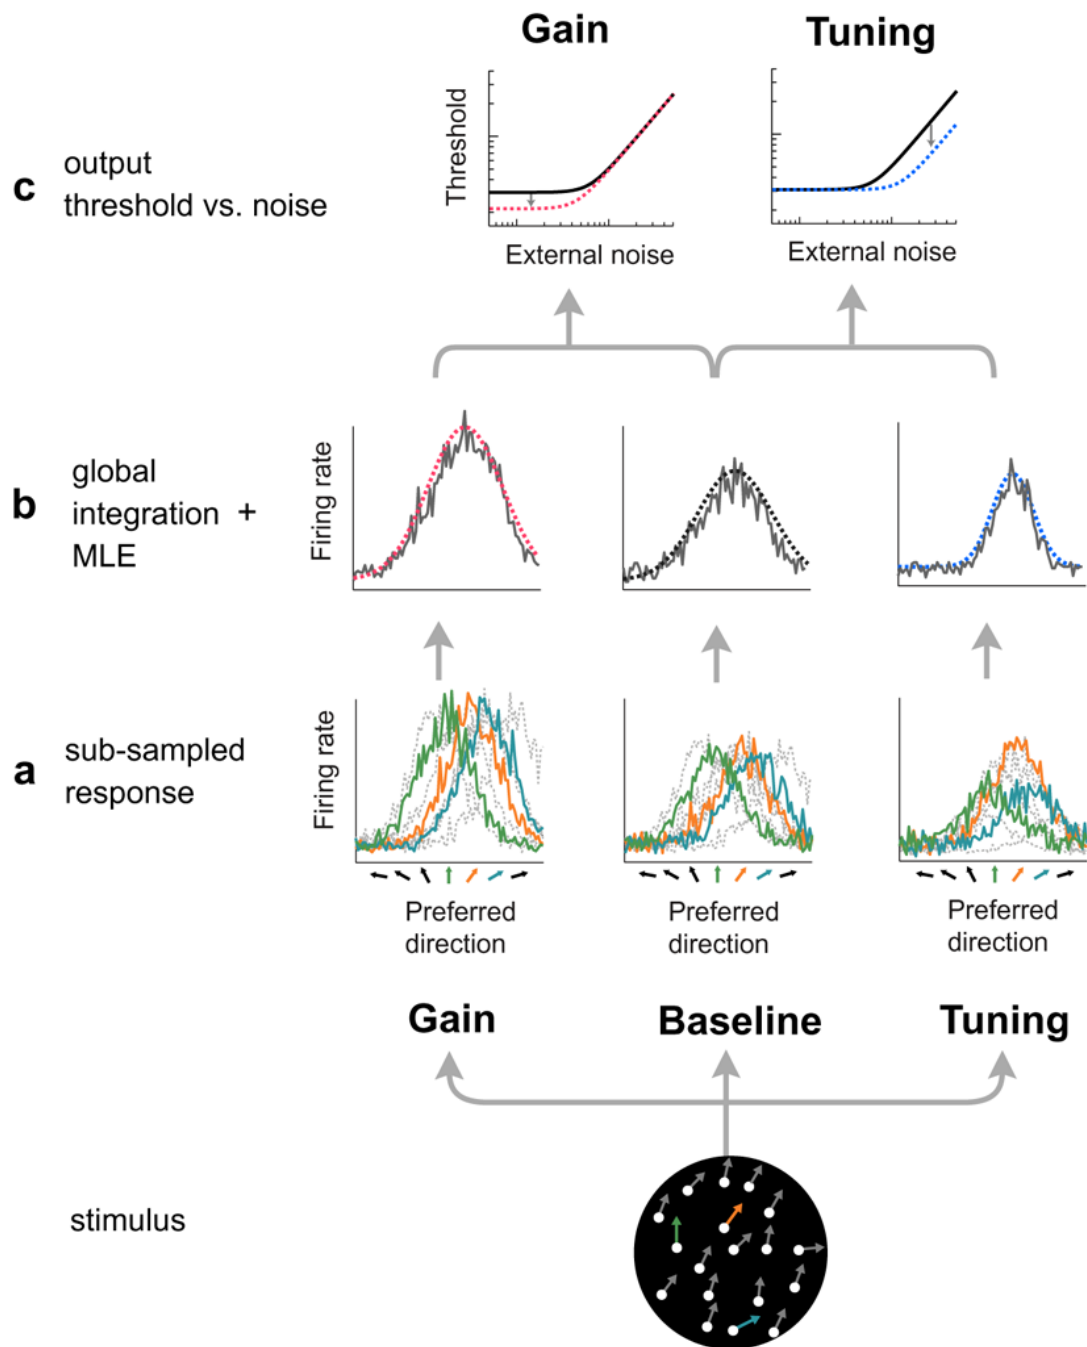 Gain
Tuning
c
output
threshold vs. noise
Threshold
External noise
External noise
b
global
integration +
MLE
Firing rate
a
sub-sampled
response
Firing rate
Preferred
direction
Preferred
direction
Preferred
direction
Gain
Baseline
Tuning
stimulus